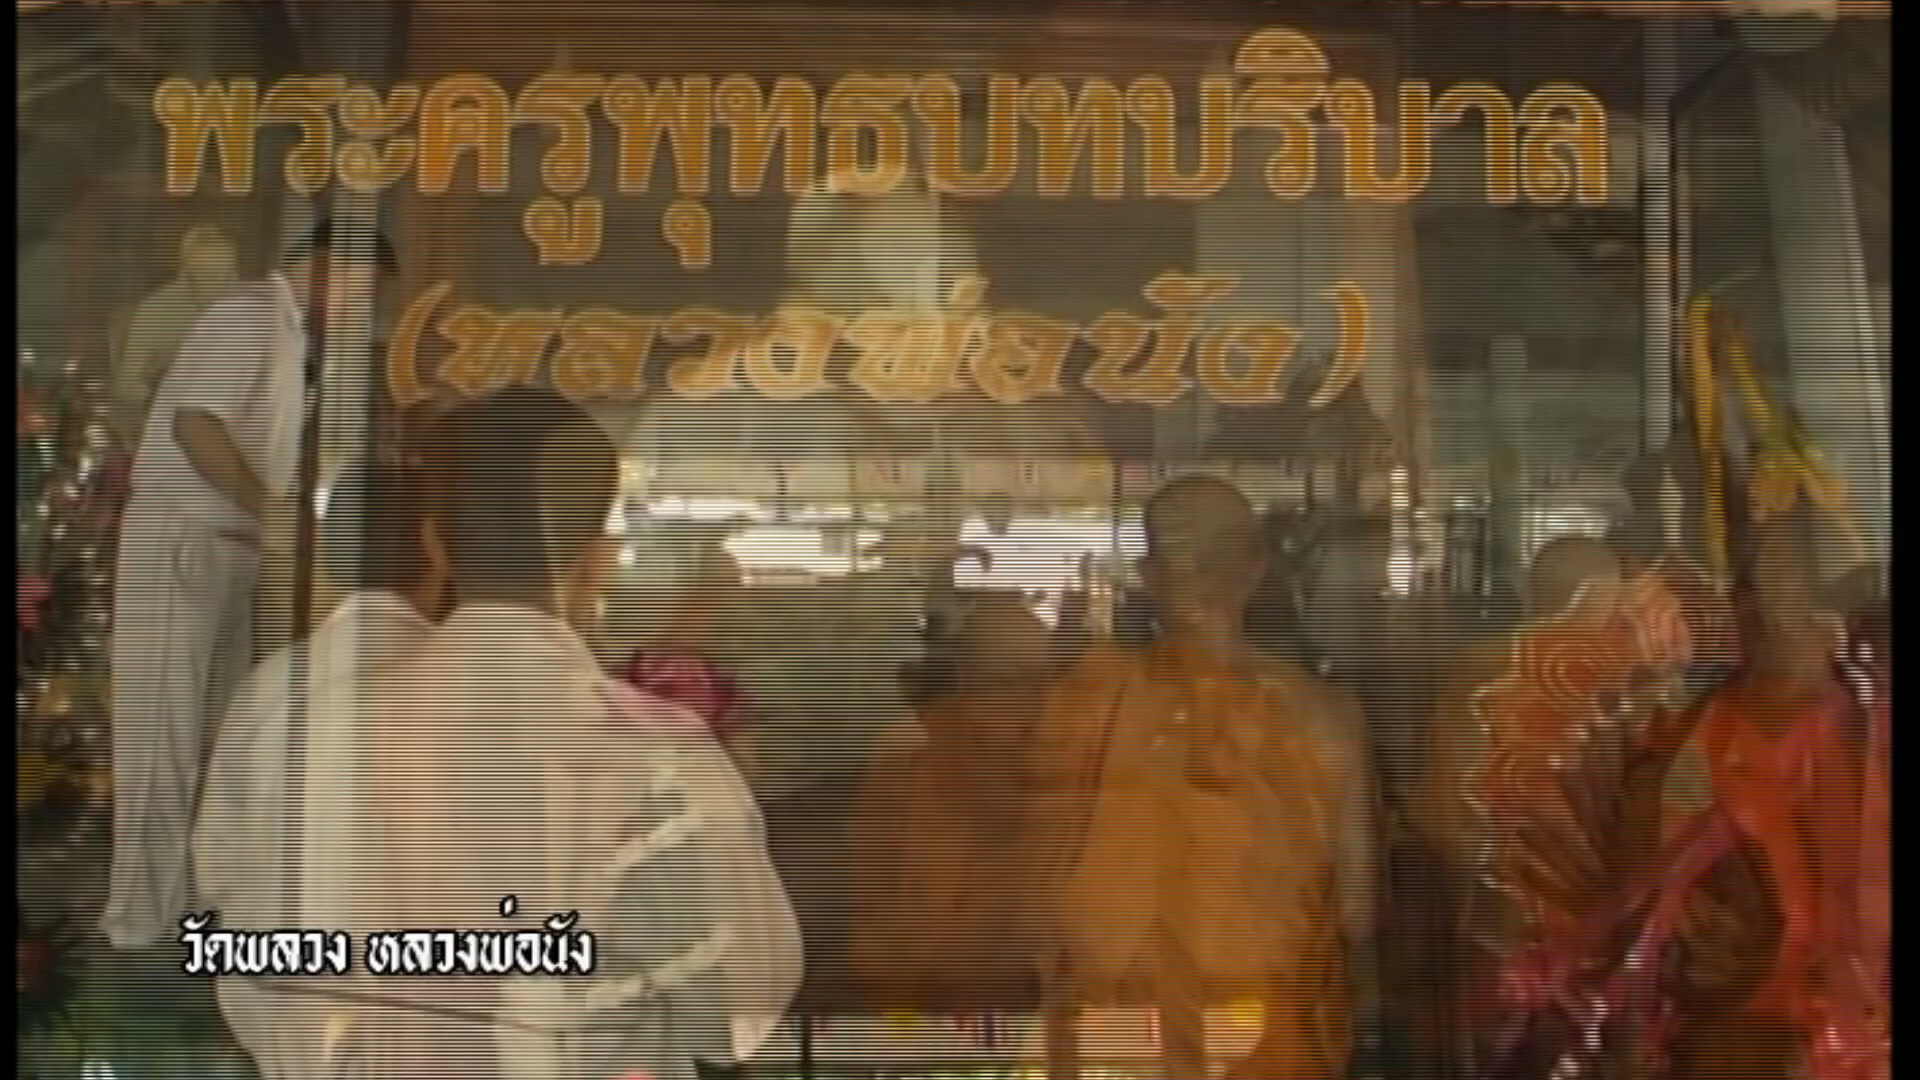 พระครูพุทธบทบริบาล
(หลวงพ่อนัง)
วัดพลวง หลวงพ่อนัง